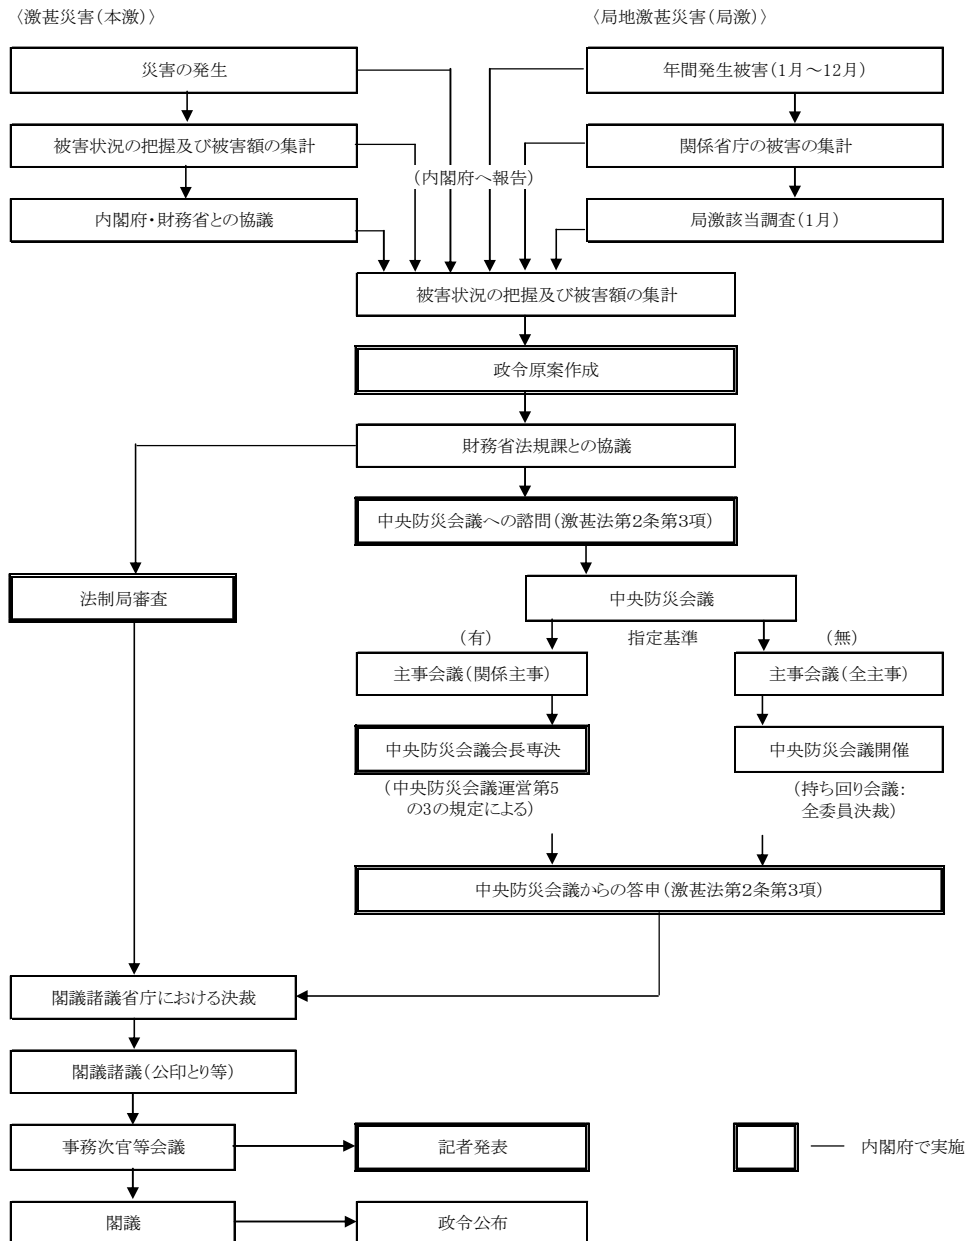 〈激甚災害(本激)〉
〈局地激甚災害(局激)〉
災害の発生
年間発生被害(1月～12月)
被害状況の把握及び被害額の集計
関係省庁の被害の集計
(内閣府へ報告)
内閣府・財務省との協議
局激該当調査(1月)
被害状況の把握及び被害額の集計
政令原案作成
財務省法規課との協議
中央防災会議への諮問(激甚法第2条第3項)
法制局審査
中央防災会議
(有)
指定基準
(無)
主事会議(関係主事)
主事会議(全主事)
中央防災会議会長専決
中央防災会議開催
(中央防災会議運営第5
の3の規定による)
(持ち回り会議:
全委員決裁)
中央防災会議からの答申(激甚法第2条第3項)
閣議諸議省庁における決裁
閣議諸議(公印とり等)
事務次官等会議
記者発表
内閣府で実施
閣議
政令公布